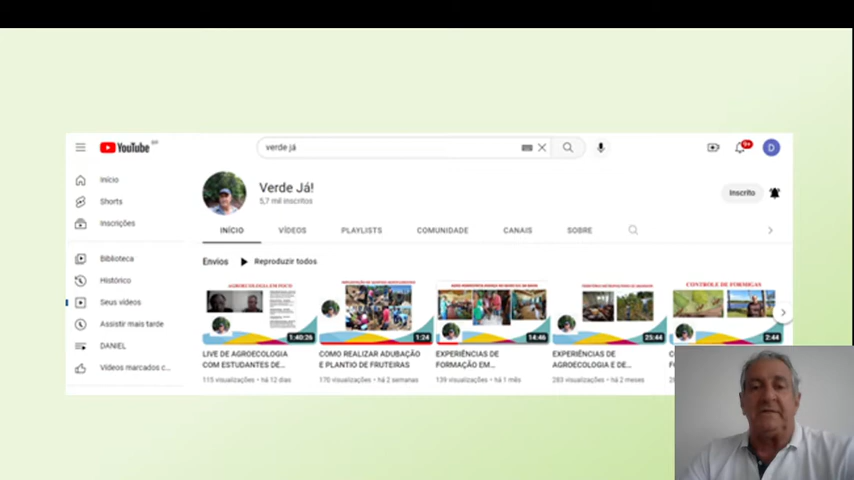 YouTube BR
verde já
9+
D
Início
Shorts
Inscrições
Biblioteca
Histórico
Seus vídeos
Assistir mais tarde
DANIEL
Vídeos marcados c...
Verde Já!
5,7 mil inscritos
Inscrito
INÍCIO VÍDEOS PLAYLISTS COMUNIDADE CANAIS SOBRE
Envios Reproduzir todos
AGROECOLOGIA EM FOCO
1:40:26
LIVE DE AGROECOLOGIA
COM ESTUDANTES DE...
115 visualizações • há 12 dias
1:24
COMO REALIZAR ADUBAÇÃO
E PLANTIO DE FRUTEIRAS
170 visualizações • há 2 semanas
14:46
EXPERIÊNCIAS DE
FORMAÇÃO EM...
139 visualizações • há 1 mês
25:44
EXPERIÊNCIAS DE
AGROECOLOGIA E DE...
283 visualizações • há 2 meses
CONTROLE DE FORMIGAS
2:44